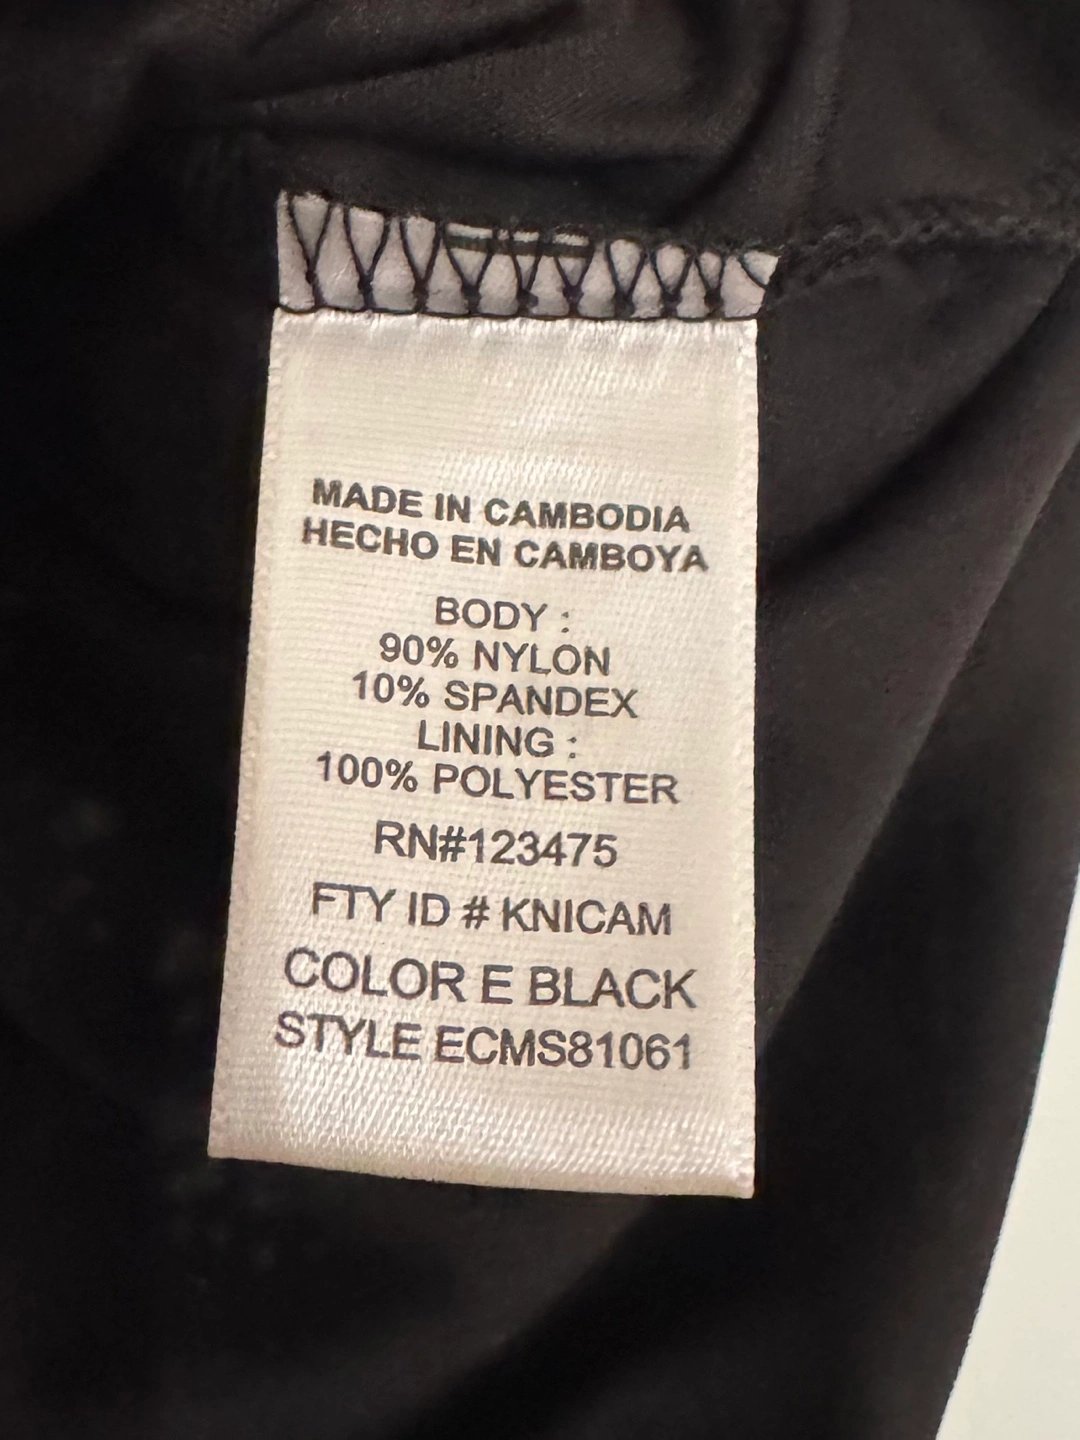 MADE IN CAMBODIA
HECHO EN CAMBOYA
BODY :
90% NYLON
10% SPANDEX
LINING :
100% POLYESTER
RN#123475
FTY ID # KNICAM
COLOR E BLACK
STYLE ECMS81061